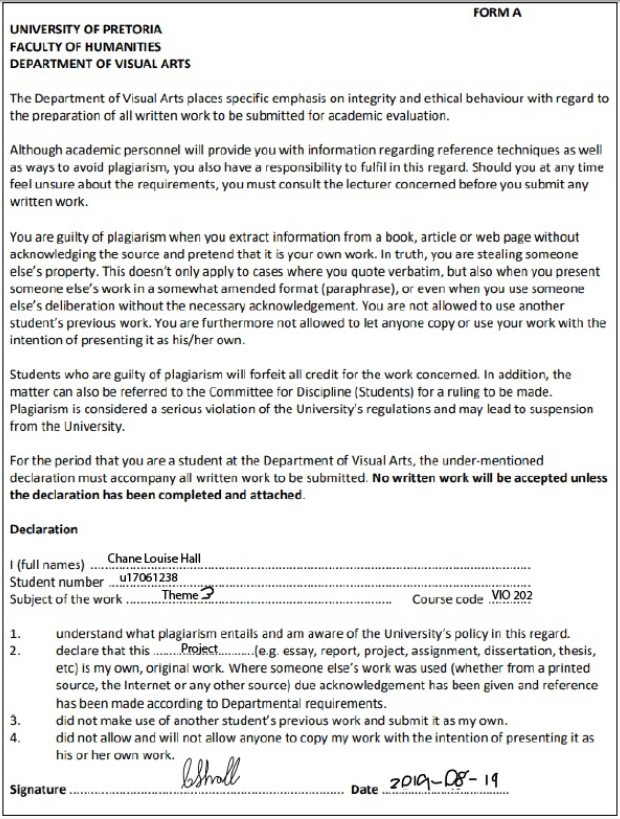 FORM A
UNIVERSITY OF PRETORIA
FACULTY OF HUMANITIES
DEPARTMENT OF VISUAL ARTS
The Department of Visual Arts places specific emphasis on integrity and ethical behaviour with regard to
the preparation of all written work to be submitted for academic evaluation.
Although academic personnel will provide you with information regarding reference techniques as well
as ways to avoid plagiarism, you also have a responsibility to fulfil in this regard. Should you at any time
feel unsure about the requirements, you must consult the lecturer concerned before you submit any
written work.
You are guilty of plagiarism when you extract information from a book, article or web page without
acknowledging the source and pretend that it is your own work. In truth, you are stealing someone
else's property. This doesn't only apply to cases where you quote verbatim, but also when you present
someone else's work in a somewhat amended format (paraphrase), or even when you use someone
else's deliberation without the necessary acknowledgement. You are not allowed to use another
student's previous work. You are furthermore not allowed to let anyone copy or use your work with the
intention of presenting it as his/her own.
Students who are guilty of plagiarism will forfeit all credit for the work concerned. In addition, the
matter can also be referred to the Committee for Discipline (Students) for a ruling to be made.
Plagiarism is considered a serious violation of the University's regulations and may lead to suspension
from the University.
For the period that you are a student at the Department of Visual Arts, the under-mentioned
declaration must accompany all written work to be submitted. No written work will be accepted unless
the declaration has been completed and attached.
Declaration
I (full names) Chane Louise Hall
Student number u17061238
Subject of the work Theme 3 Course code VIO 202
1. understand what plagiarism entails and am aware of the University's policy in this regard.
2. declare that this Project (e.g. essay, report, project, assignment, dissertation, thesis,
etc) is my own, original work. Where someone else's work was used (whether from a printed
source, the Internet or any other source) due acknowledgement has been given and reference
has been made according to Departmental requirements.
3. did not make use of another student's previous work and submit it as my own.
4. did not allow and will not allow anyone to copy my work with the intention of presenting it as
his or her own work.
Signature Date 2019-08-19